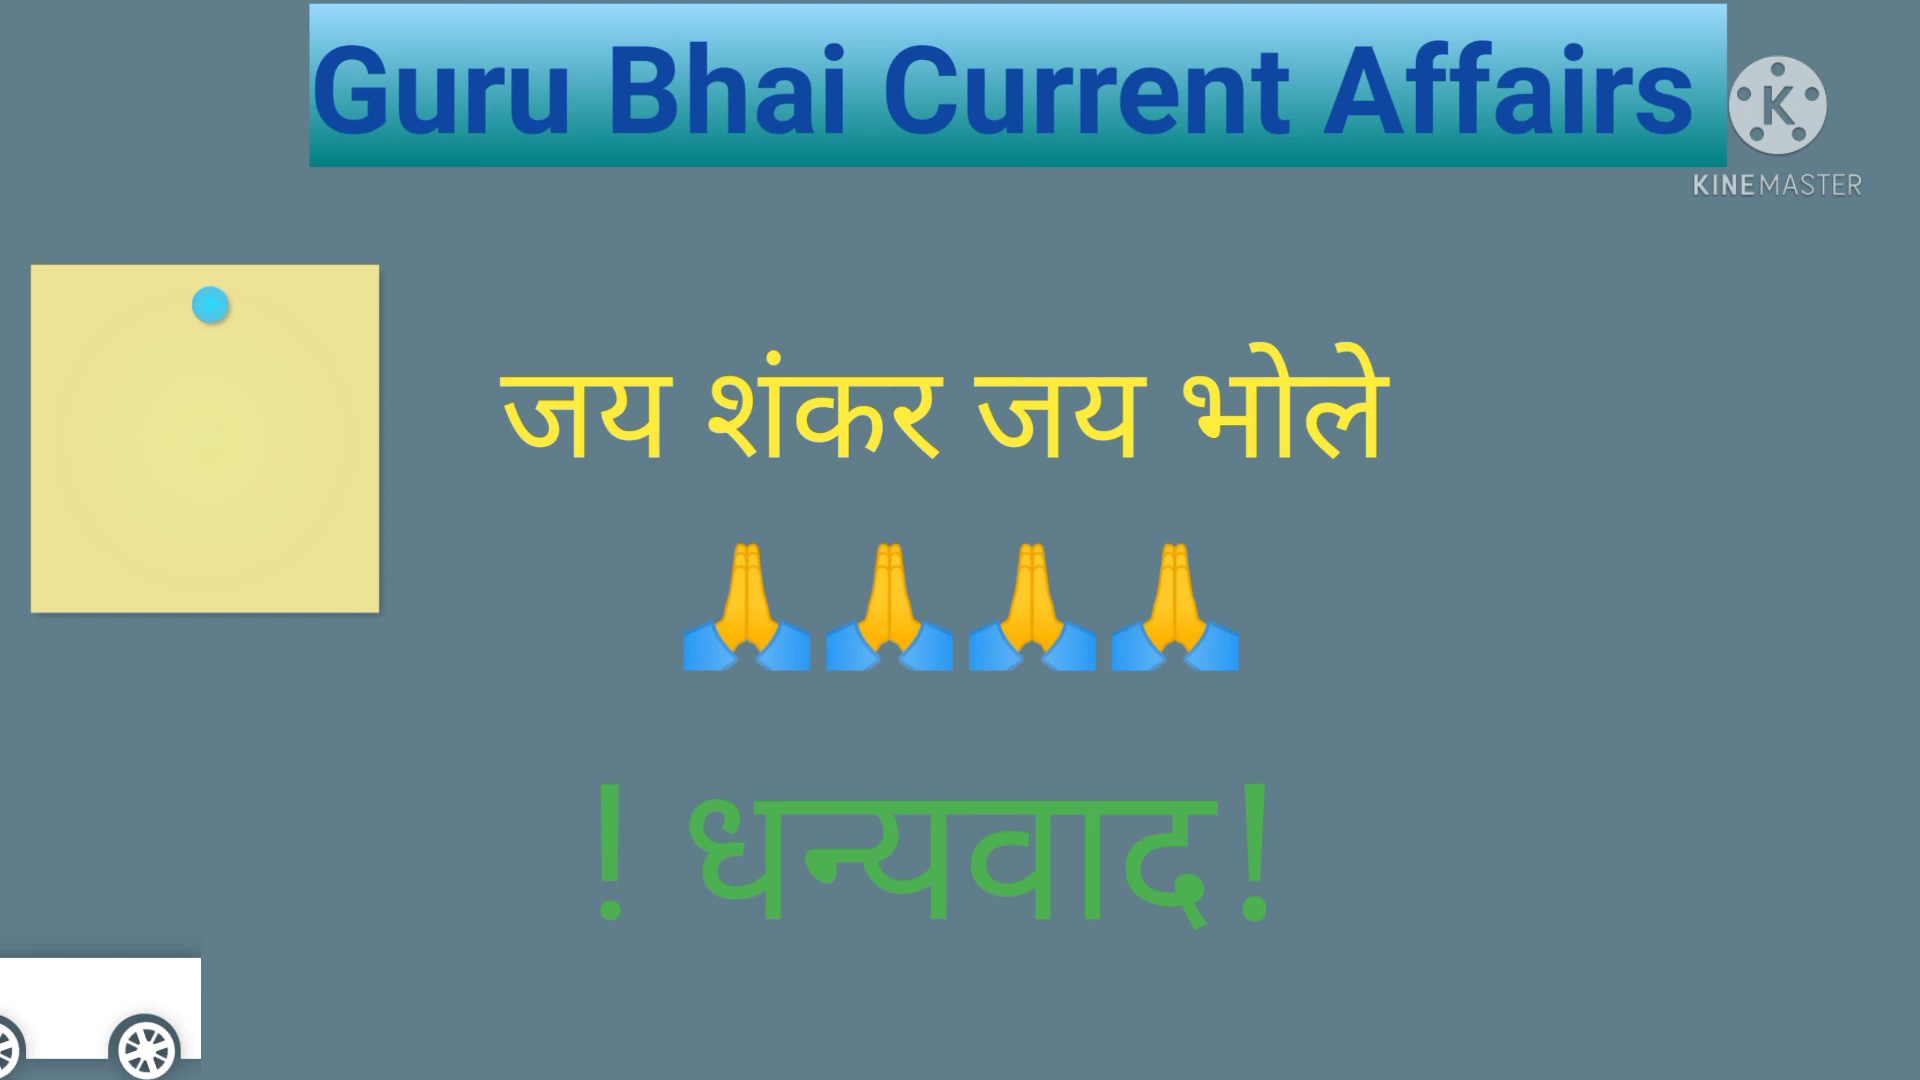 Guru Bhai Current Affairs
K
KINEMASTER
जय शंकर जय भोले
🙏🙏🙏🙏
! धन्यवाद!